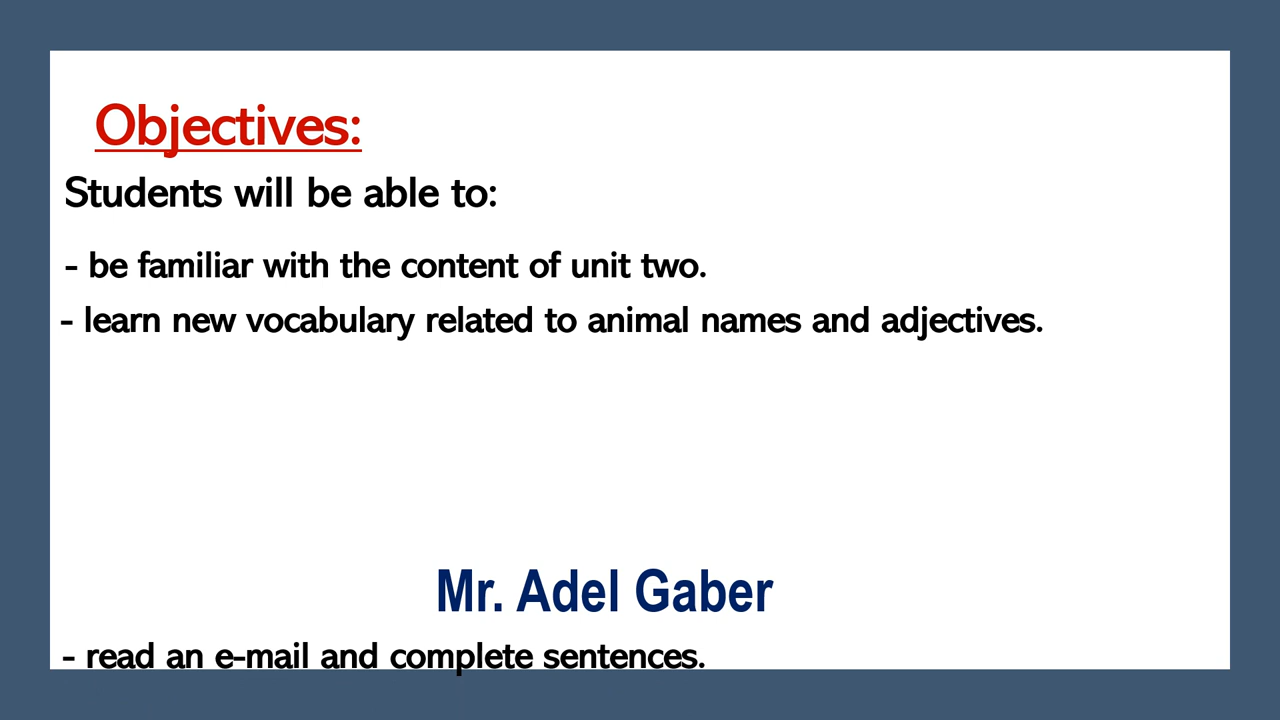 Objectives:
Students will be able to:
- be familiar with the content of unit two.
- learn new vocabulary related to animal names and adjectives.
Mr. Adel Gaber
- read an e-mail and complete sentences.